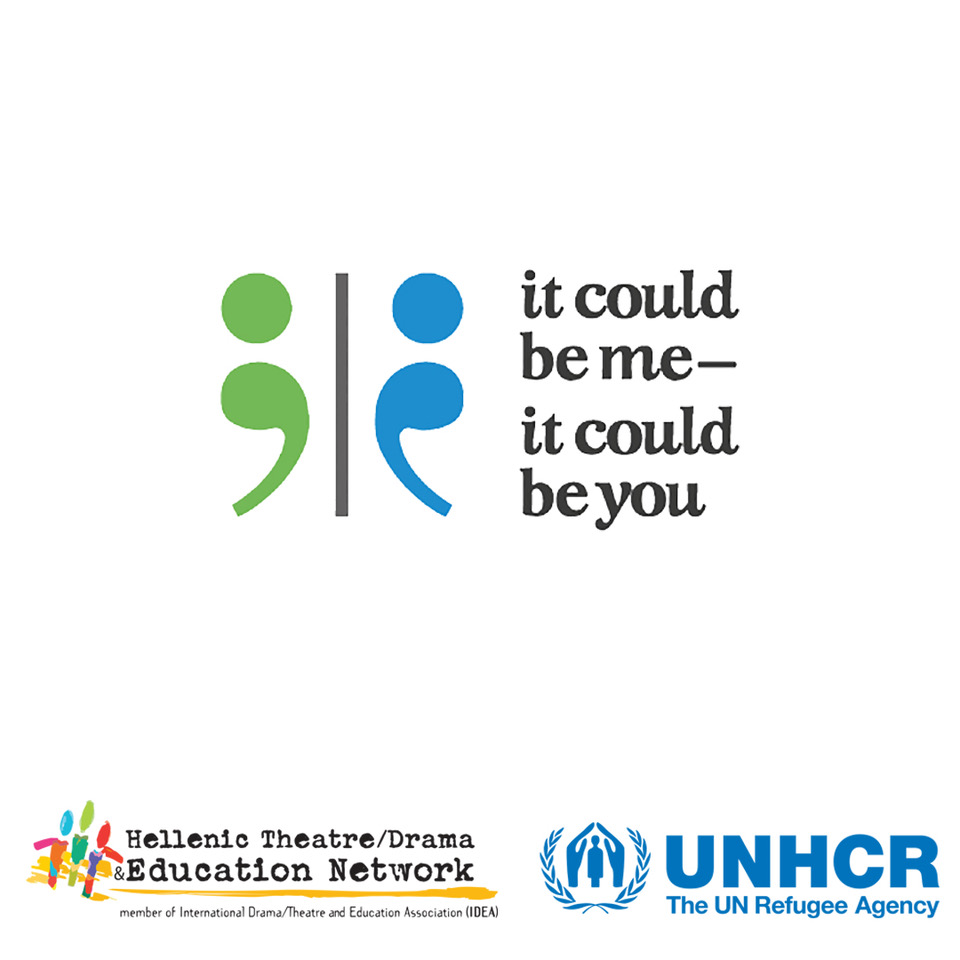 it could
be me—
it could
be you
Hellenic Theatre/Drama
&Education Network
member of International Drama/Theatre and Education Association (IDEA)
UNHCR
The UN Refugee Agency